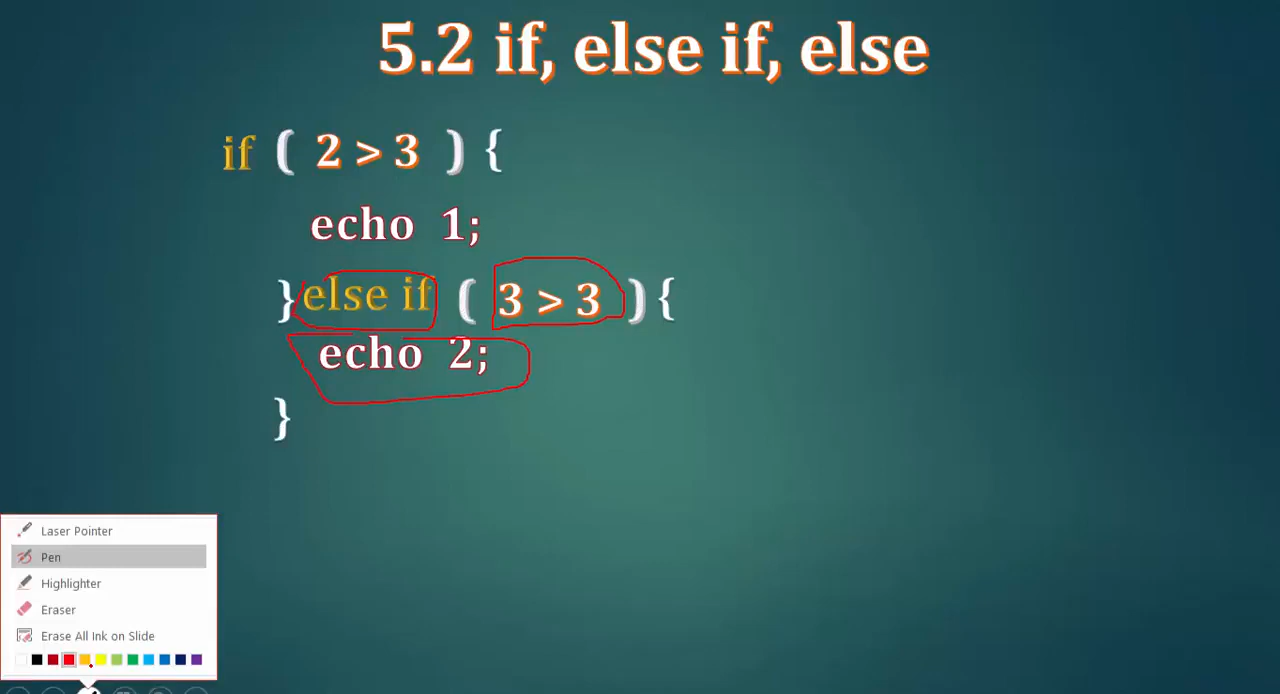 5.2 if, else if, else
if ( 2 > 3 ) {
echo 1;
}else if ( 3 > 3 ){
echo 2;
}
Laser Pointer
Pen
Highlighter
Eraser
Erase All Ink on Slide